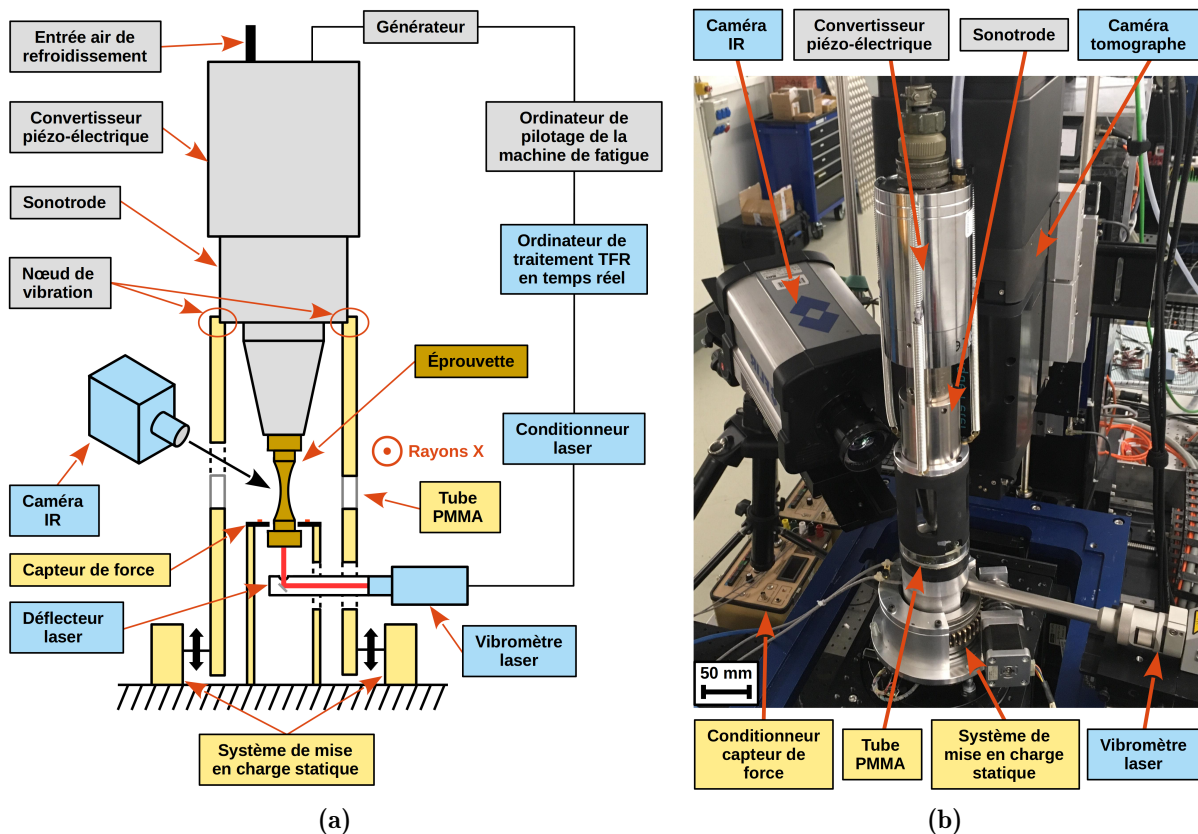 Entrée air de
refroidissement
Générateur
Convertisseur
piézo-électrique
Ordinateur de
pilotage de la
machine de fatigue
Sonotrode
Ordinateur de
traitement TFR
en temps réel
Nœud de
vibration
Éprouvette
Conditionneur
laser
Rayons X
Caméra
IR
Tube
PMMA
Capteur de force
Déflecteur
laser
Vibromètre
laser
Système de mise
en charge statique
(a)
Caméra
IR
Convertisseur
piézo-électrique
Sonotrode
Caméra
tomographe
50 mm
Conditionneur
capteur de
force
Tube
PMMA
Système de
mise en charge
statique
Vibromètre
laser
(b)